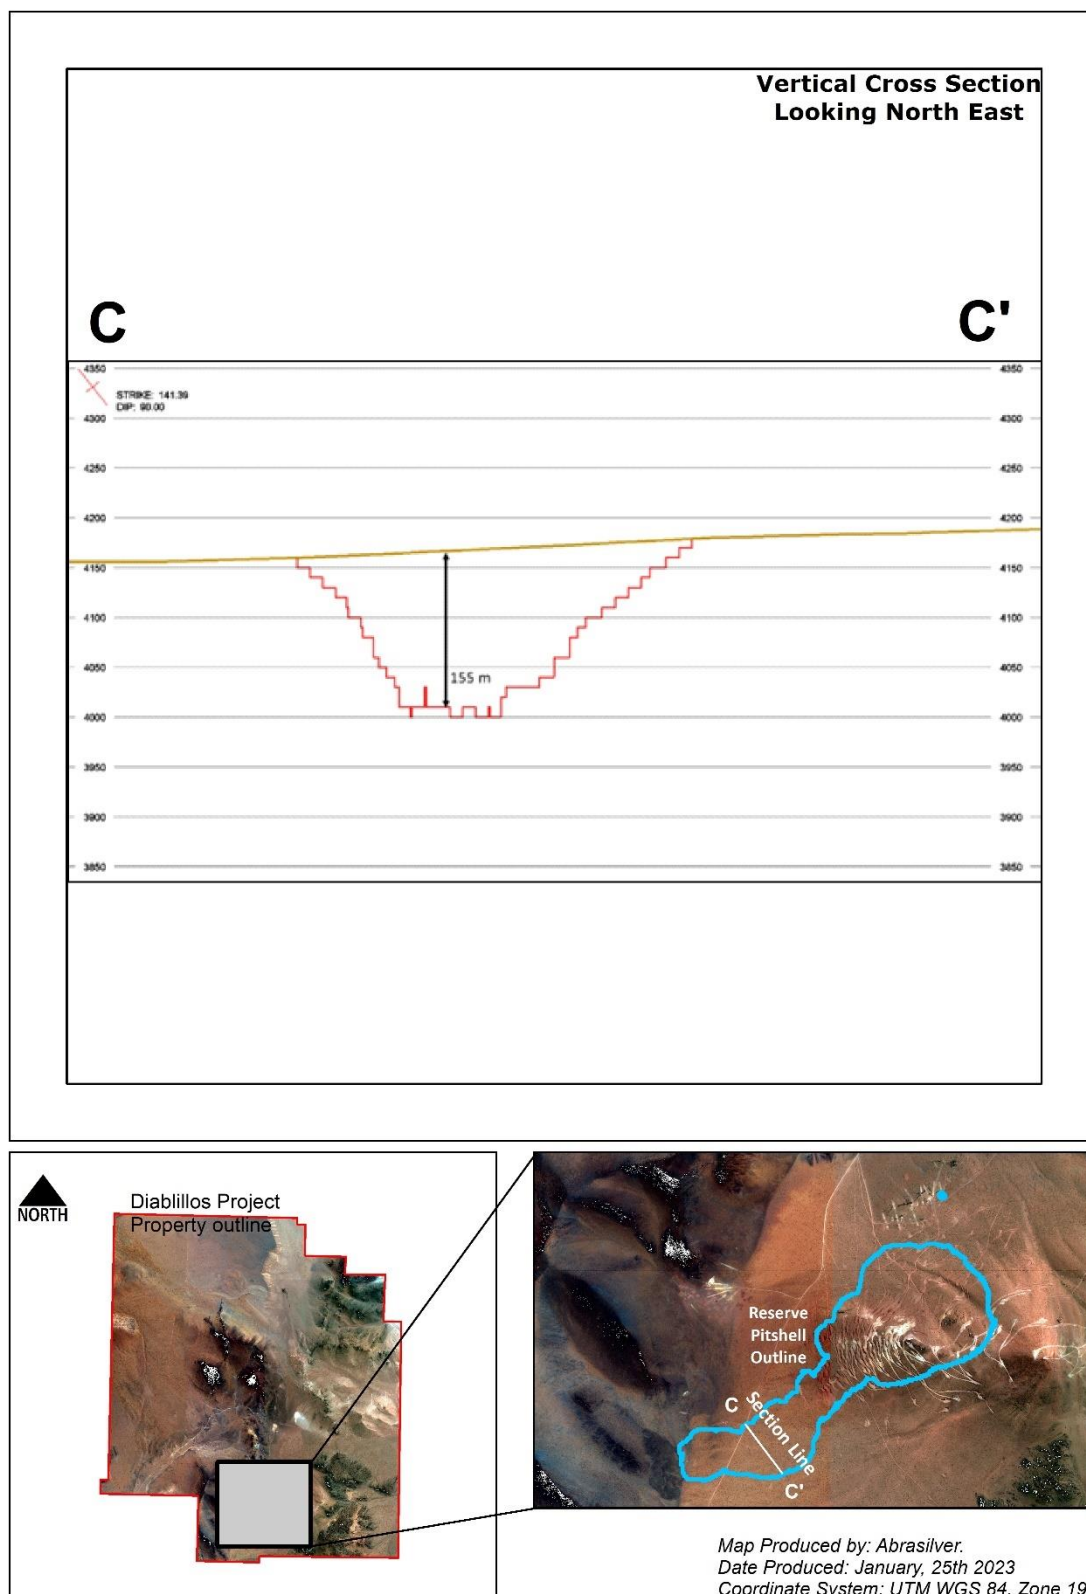 Vertical Cross Section
Looking North East
C
C'
4350
4350
STRIKE: 141.39
DIP: 90.00
4300
4300
4250
4250
4200
4200
4150
4150
4100
4100
4050
4050
155 m
4000
4000
3950
3950
3900
3900
3850
3850
NORTH
Diablillos Project
Property outline
Reserve
Pitshell
Outline
C
Section Line
C'
Map Produced by: Abrasilver.
Date Produced: January, 25th 2023
Coordinate System: UTM WGS 84, Zone 19